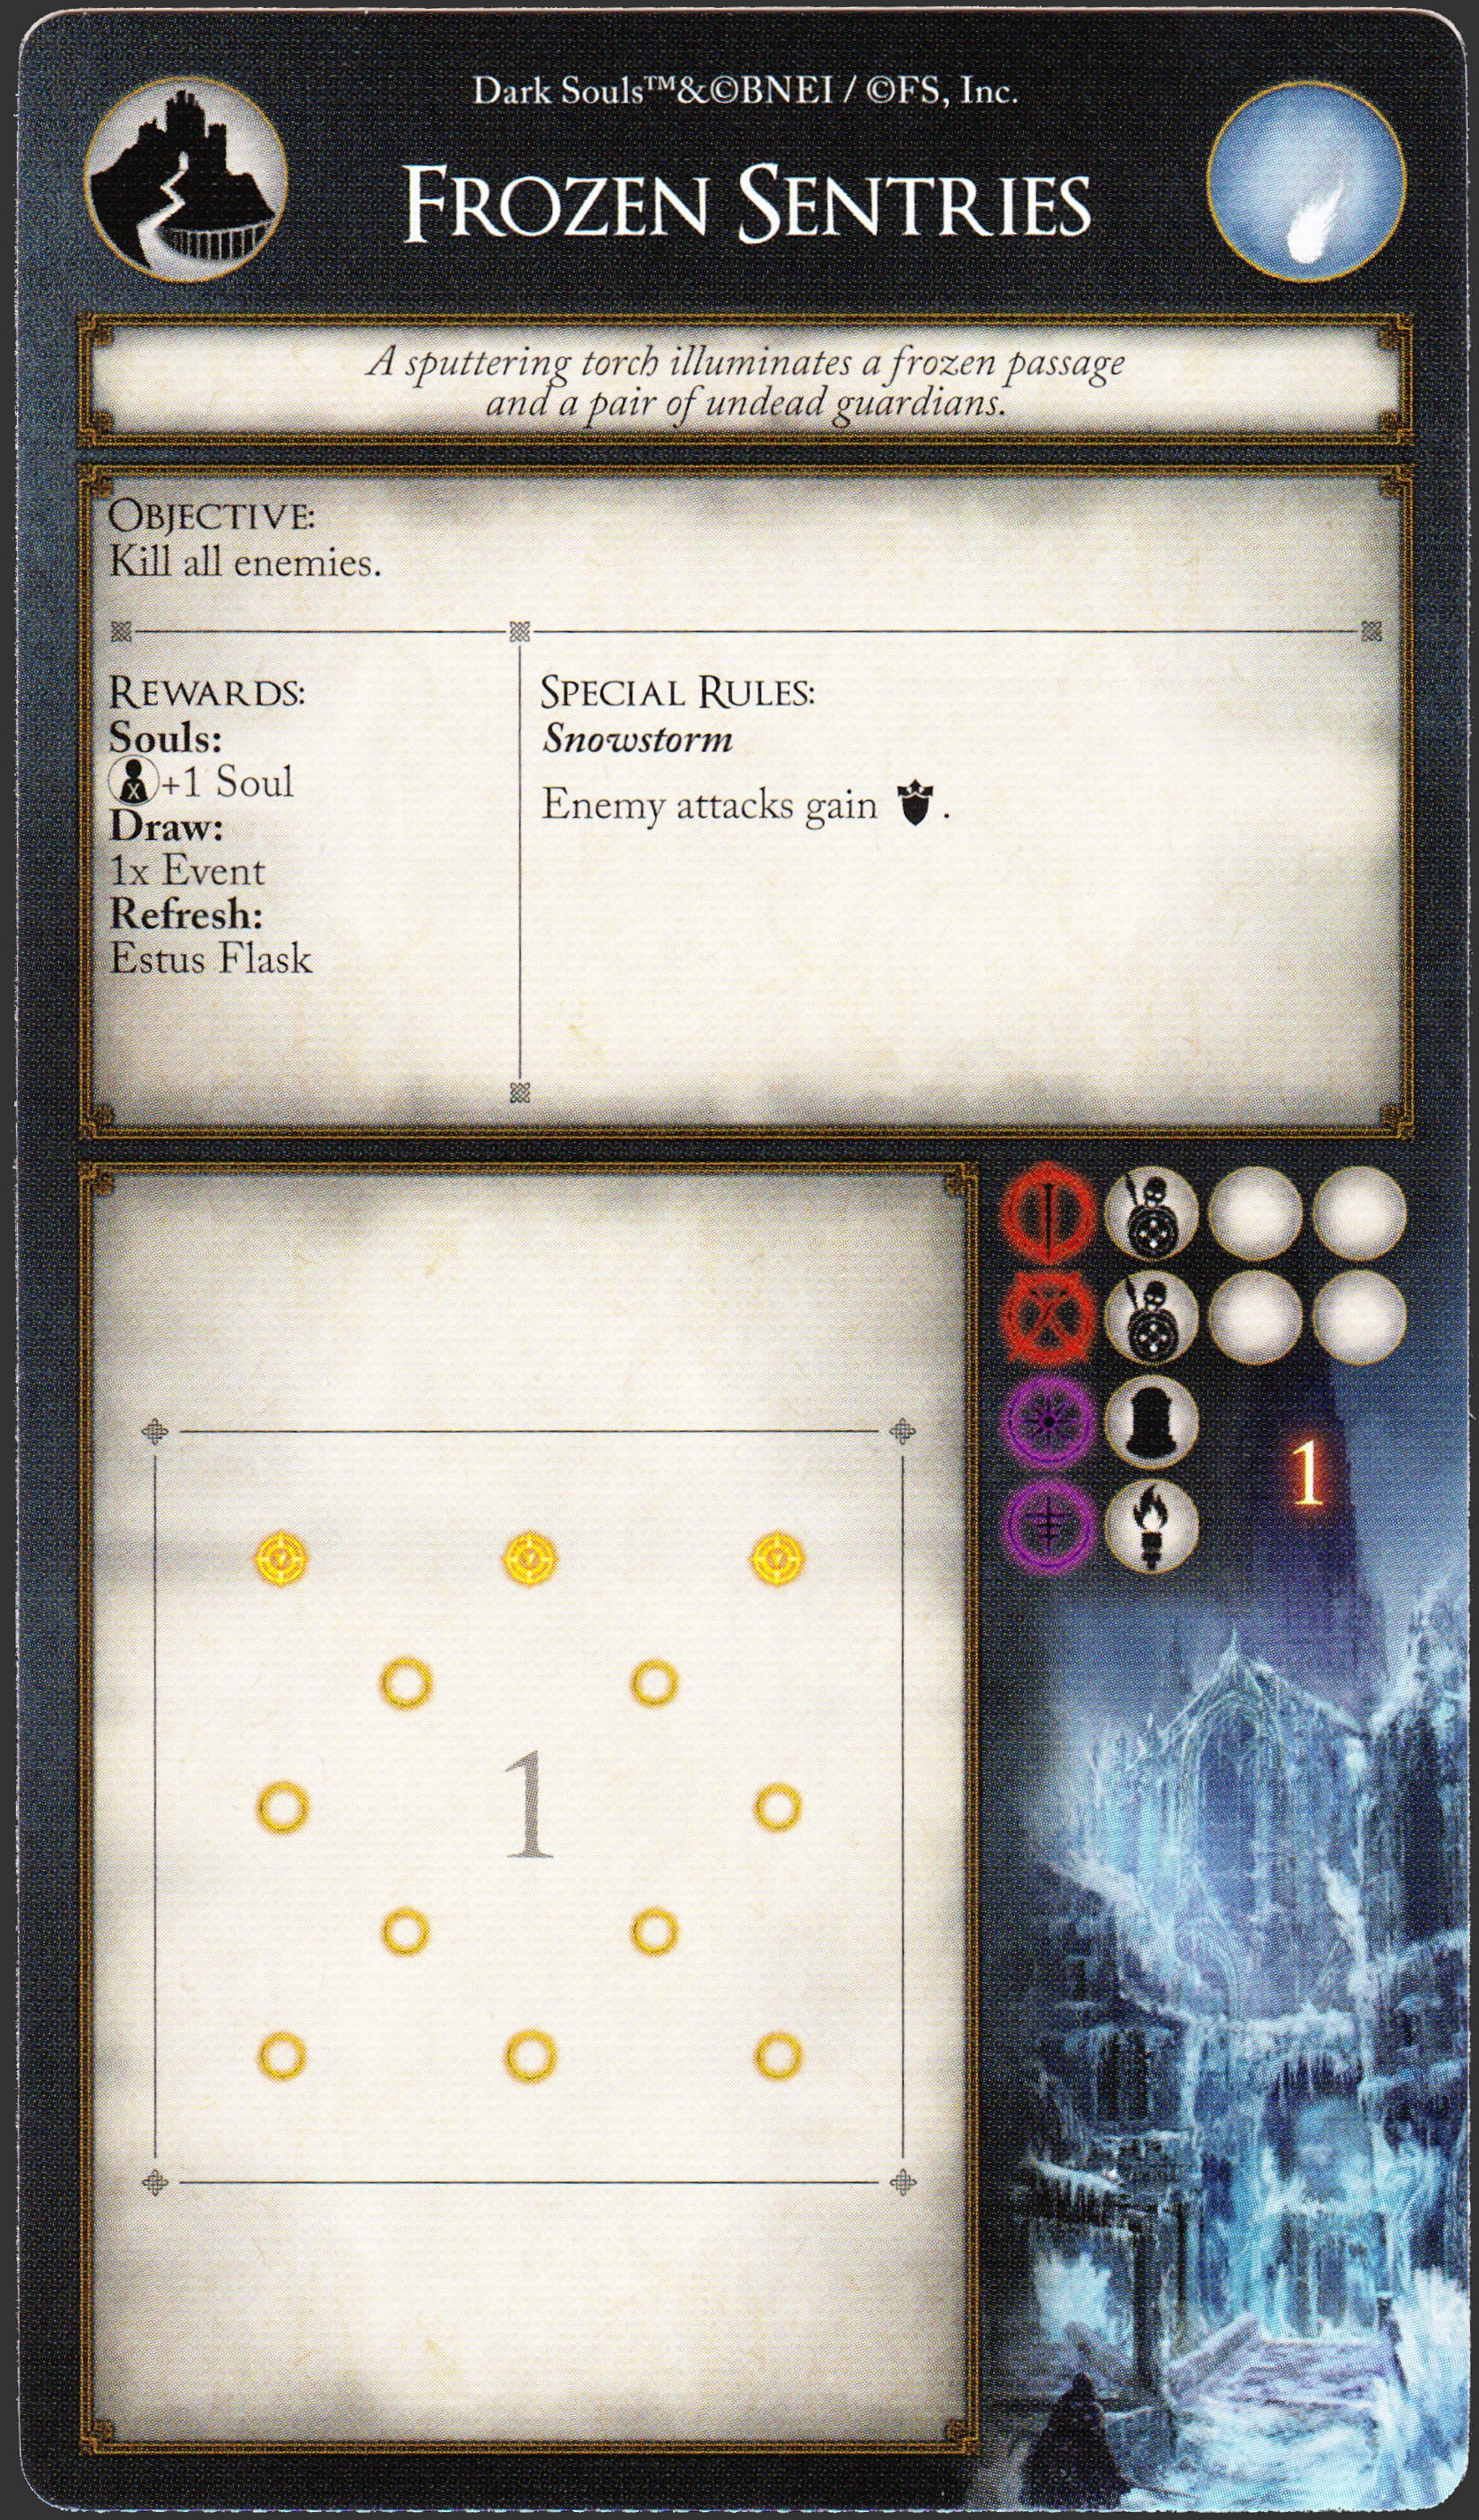 Dark Souls™&©BNEI / ©FS, Inc.
Frozen Sentries
A sputtering torch illuminates a frozen passage
and a pair of undead guardians.
Objective:
Kill all enemies.
Rewards:
Souls:
x+1 Soul
Draw:
1x Event
Refresh:
Estus Flask
Special Rules:
Snowstorm
Enemy attacks gain .
1
1